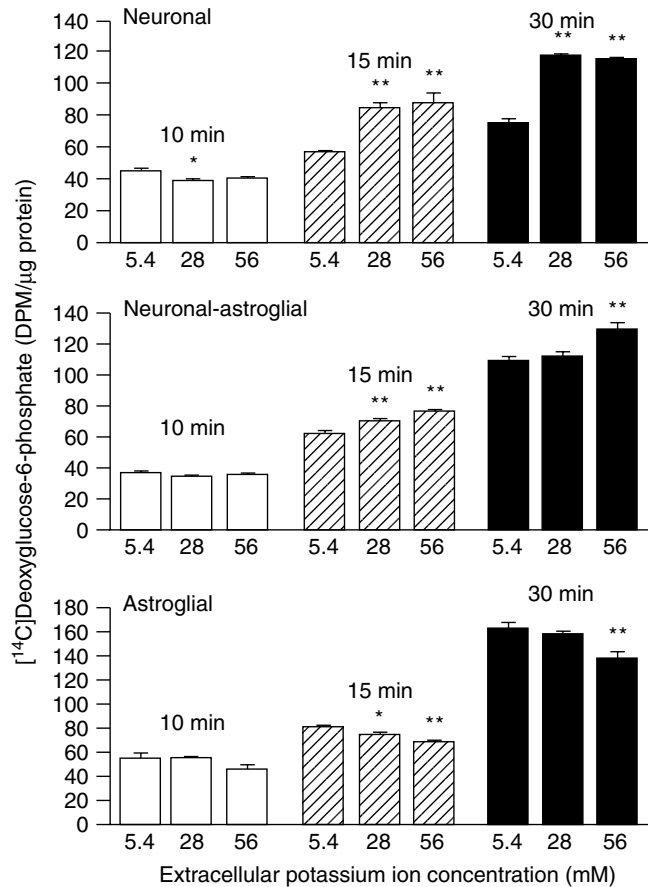 [¹⁴C]Deoxyglucose-6-phosphate (DPM/µg protein)
Neuronal
140
120
100
80
60
40
20
0
10 min
*
15 min
** **
30 min
** **
5.4 28 56 5.4 28 56 5.4 28 56
Neuronal-astroglial
140
120
100
80
60
40
20
0
10 min
15 min
** **
30 min
**
5.4 28 56 5.4 28 56 5.4 28 56
Astroglial
180
160
140
120
100
80
60
40
20
0
10 min
15 min
* **
30 min
**
5.4 28 56 5.4 28 56 5.4 28 56
Extracellular potassium ion concentration (mM)